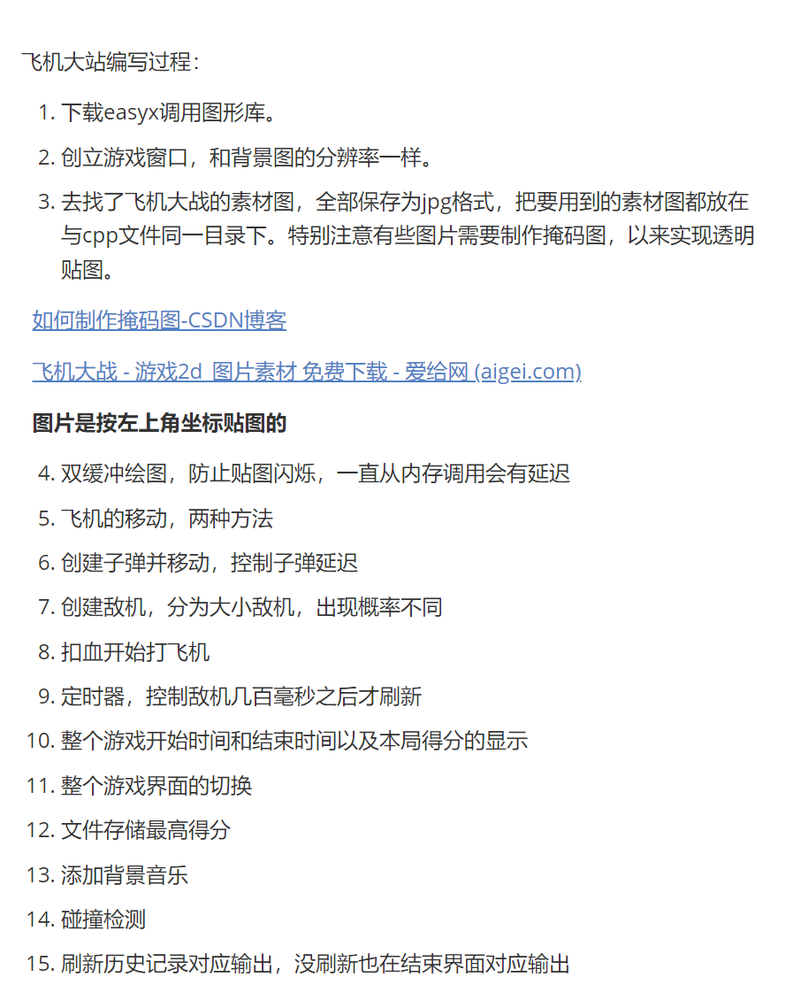 飞机大站编写过程：
1. 下载easyx调用图形库。
2. 创立游戏窗口，和背景图的分辨率一样。
3. 去找了飞机大战的素材图，全部保存为jpg格式，把要用到的素材图都放在
与cpp文件同一目录下。特别注意有些图片需要制作掩码图，以来实现透明
贴图。
如何制作掩码图-CSDN博客
飞机大战 - 游戏2d_图片素材 免费下载 - 爱给网 (aigei.com)
图片是按左上角坐标贴图的
4. 双缓冲绘图，防止贴图闪烁，一直从内存调用会有延迟
5. 飞机的移动，两种方法
6. 创建子弹并移动，控制子弹延迟
7. 创建敌机，分为大小敌机，出现概率不同
8. 扣血开始打飞机
9. 定时器，控制敌机几百毫秒之后才刷新
10. 整个游戏开始时间和结束时间以及本局得分的显示
11. 整个游戏界面的切换
12. 文件存储最高得分
13. 添加背景音乐
14. 碰撞检测
15. 刷新历史记录对应输出，没刷新也在结束界面对应输出